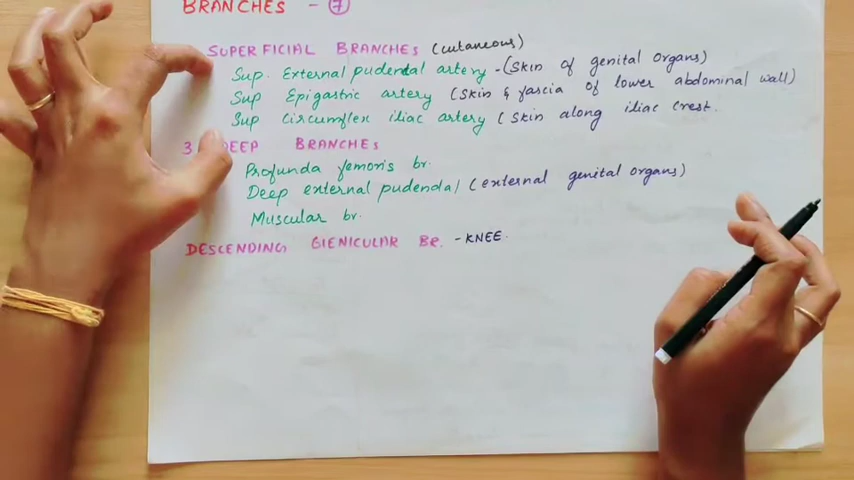 BRANCHES - 7
SUPERFICIAL BRANCHES (cutaneous)
Sup. External pudendal artery - (Skin of genital organs)
Sup Epigastric artery (Skin & fascia of lower abdominal wall)
Sup Circumflex iliac artery (Skin along iliac crest.
3 DEEP BRANCHES
Profunda femoris br.
Deep external pudendal (external genital organs)
Muscular br.
DESCENDING GIENICULAR BR. - KNEE.